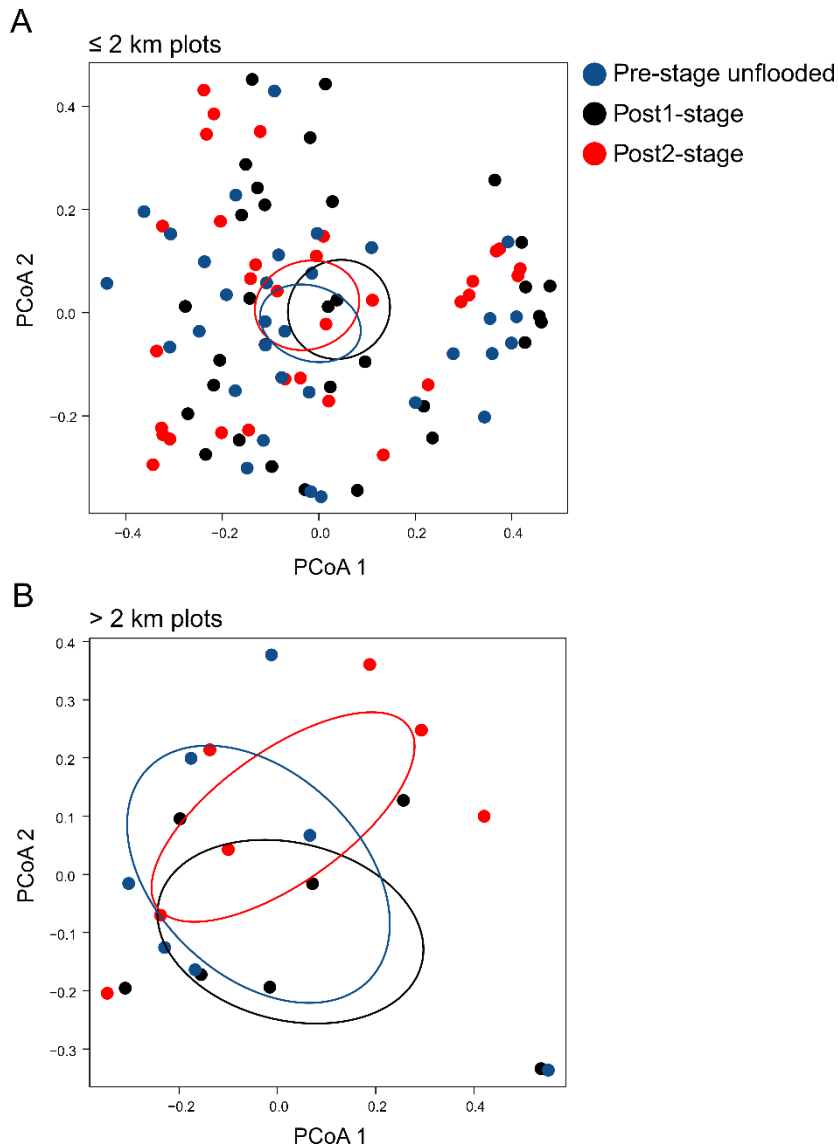 A
≤ 2 km plots
Pre-stage unflooded
Post1-stage
Post2-stage
0.4
0.2
0.0
−0.2
PCoA 2
−0.4
−0.2
0.0
0.2
0.4
PCoA 1
B
> 2 km plots
0.4
0.3
0.2
0.1
0.0
−0.1
−0.2
−0.3
PCoA 2
−0.2
0.0
0.2
0.4
PCoA 1